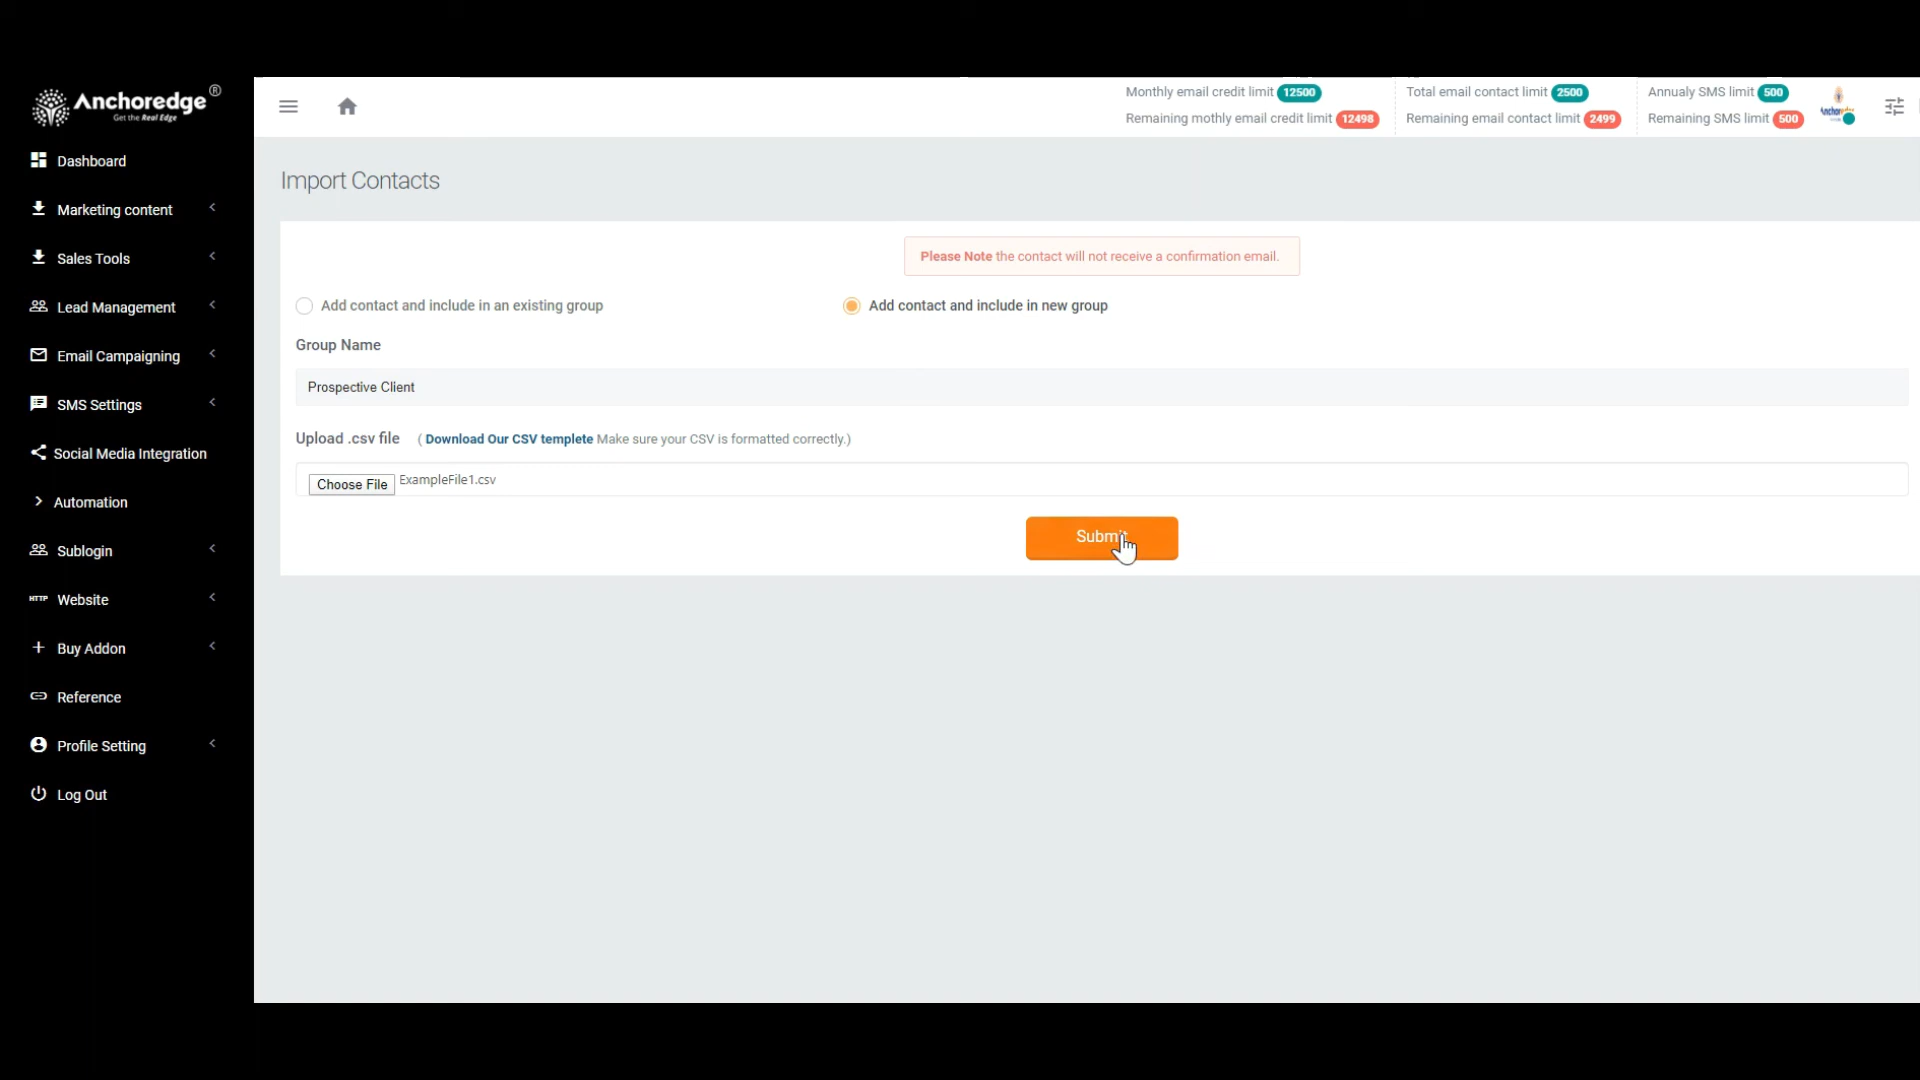 Anchoredge®
Get the Real Edge
Dashboard
Marketing content
Sales Tools
Lead Management
Email Campaigning
SMS Settings
Social Media Integration
Automation
Sublogin
HTTP Website
Buy Addon
Reference
Profile Setting
Log Out
Monthly email credit limit 12500
Remaining mothly email credit limit 12498
Total email contact limit 2500
Remaining email contact limit 2499
Annualy SMS limit 500
Remaining SMS limit 500
Import Contacts
Please Note the contact will not receive a confirmation email.
Add contact and include in an existing group
Add contact and include in new group
Group Name
Prospective Client
Upload .csv file ( Download Our CSV templete Make sure your CSV is formatted correctly.)
Choose File ExampleFile1.csv
Submit